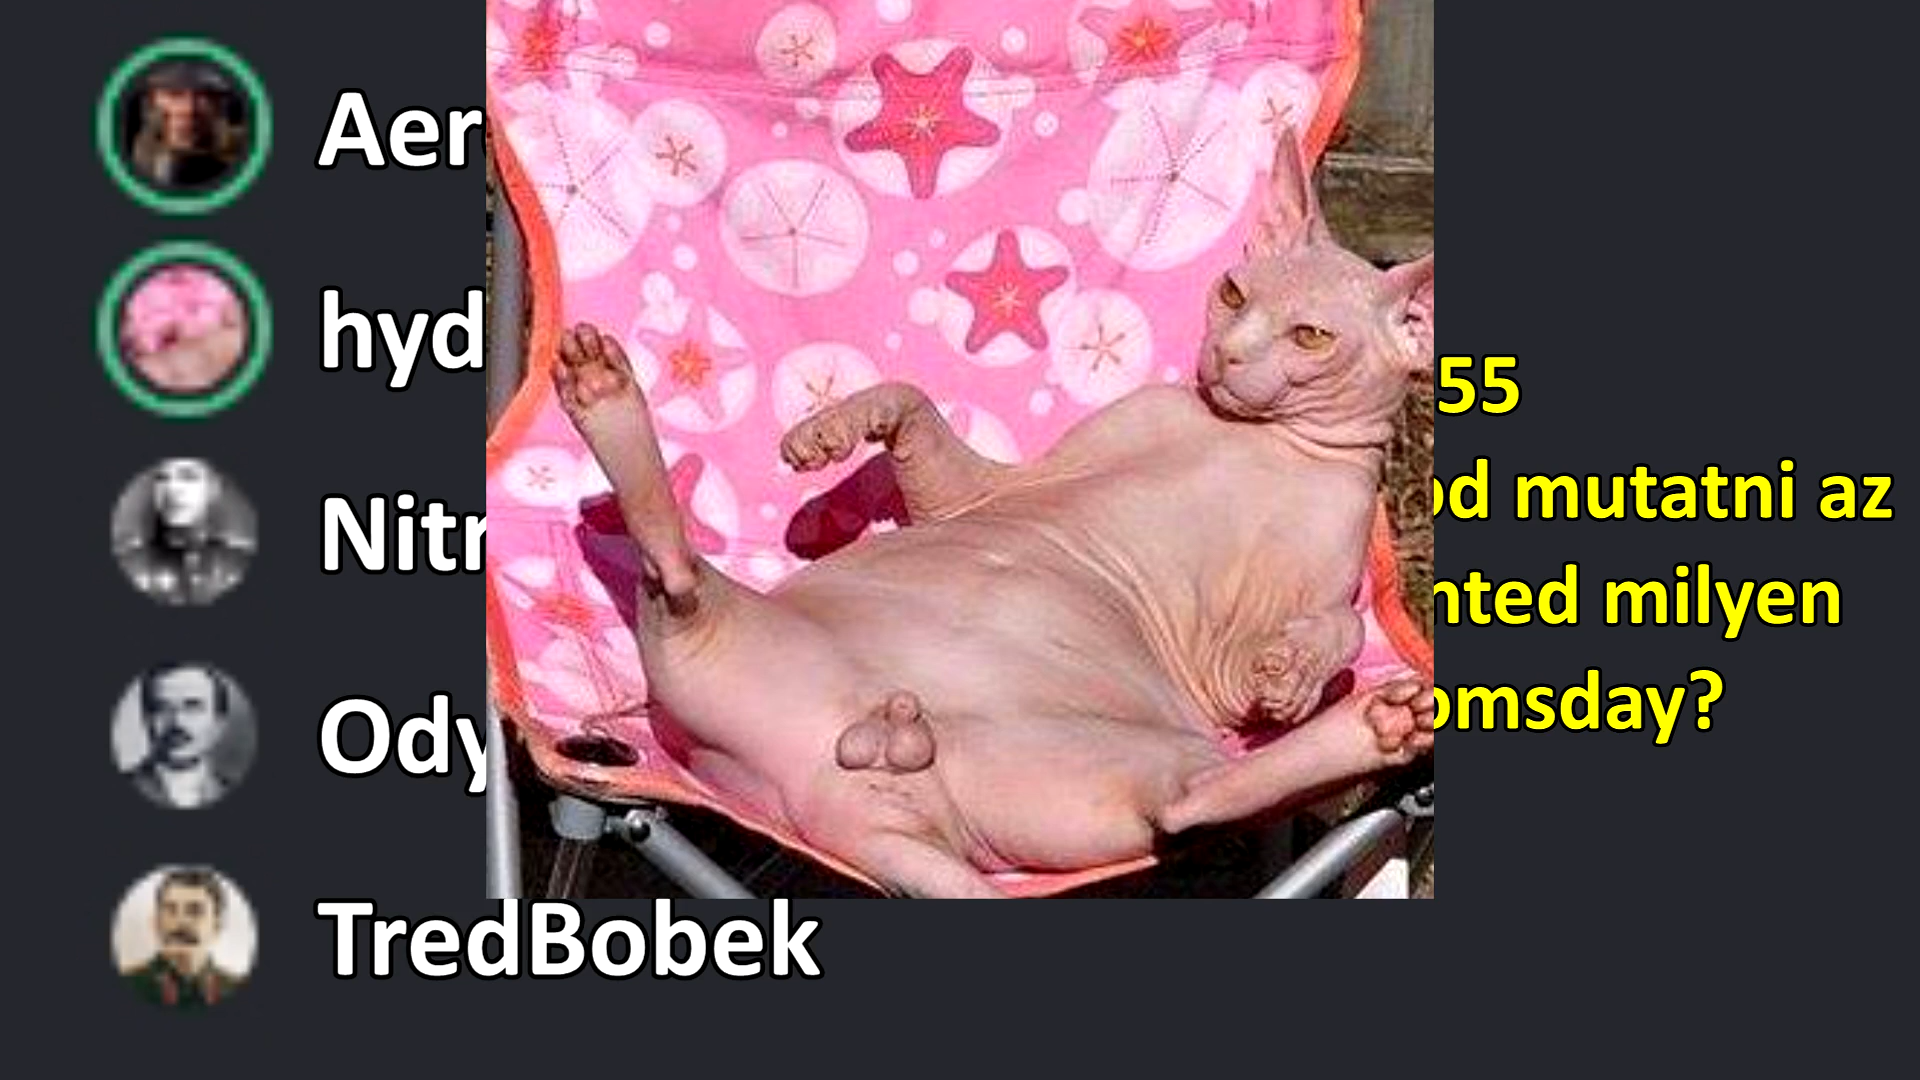 Aer
hyd
Nitr
Ody
TredBobek
55
od mutatni az
nted milyen
omsday?